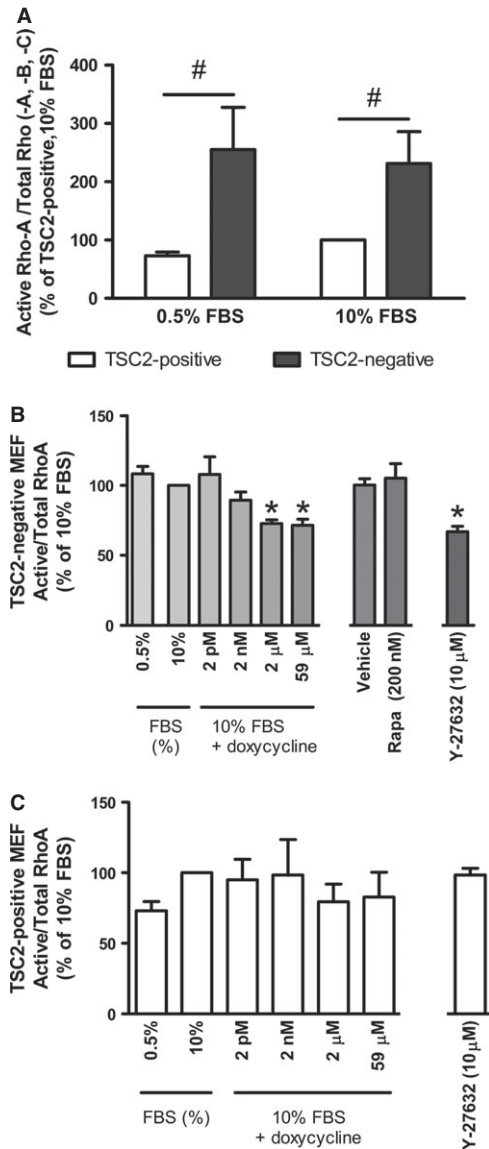 A
Active Rho-A /Total Rho (-A, -B, -C)
(% of TSC2-positive,10% FBS)
400
300
200
100
0
#
#
0.5% FBS
10% FBS
TSC2-positive
TSC2-negative
B
TSC2-negative MEF
Active/Total RhoA
(% of 10% FBS)
150
100
50
0
*
*
*
0.5%
10%
2 pM
2 nM
2 μM
59 μM
Vehicle
Rapa (200 nM)
Y-27632 (10μM)
FBS
(%)
10% FBS
+ doxycycline
C
TSC2-positive MEF
Active/Total RhoA
(% of 10% FBS)
150
100
50
0
0.5%
10%
2 pM
2 nM
2 μM
59 μM
Y-27632 (10μM)
FBS (%)
10% FBS
+ doxycycline